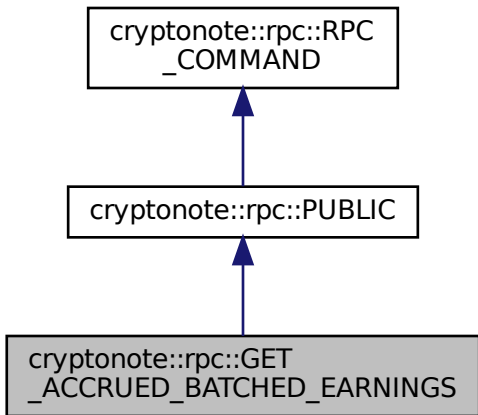 cryptonote::rpc::RPC
_COMMAND
cryptonote::rpc::PUBLIC
cryptonote::rpc::GET
_ACCRUED_BATCHED_EARNINGS